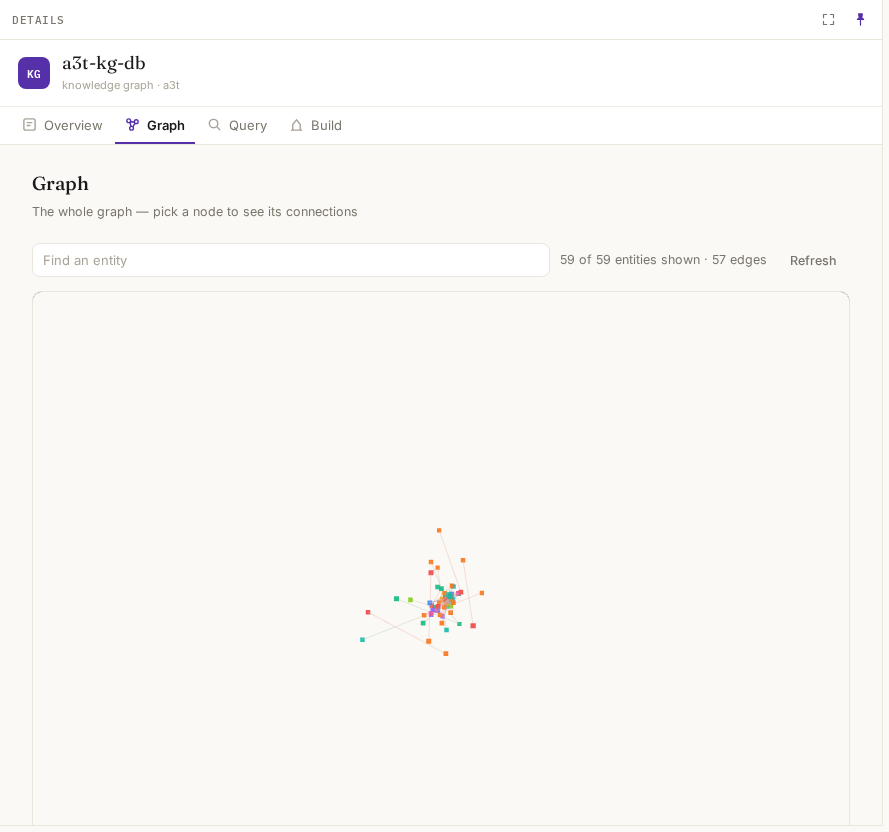 DETAILS
KG
a3t-kg-db
knowledge graph · a3t
Overview
Graph
Query
Build
Graph
The whole graph — pick a node to see its connections
Find an entity
59 of 59 entities shown · 57 edges
Refresh